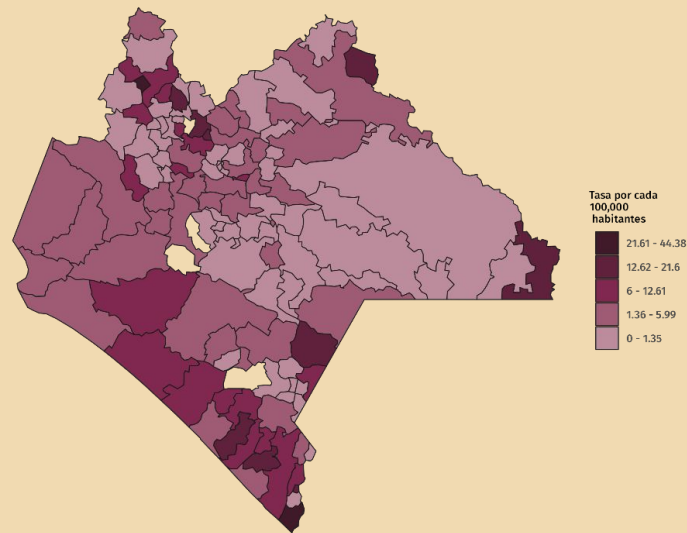 Tasa por cada
100,000
habitantes
21.61 - 44.38
12.62 - 21.6
6 - 12.61
1.36 - 5.99
0 - 1.35